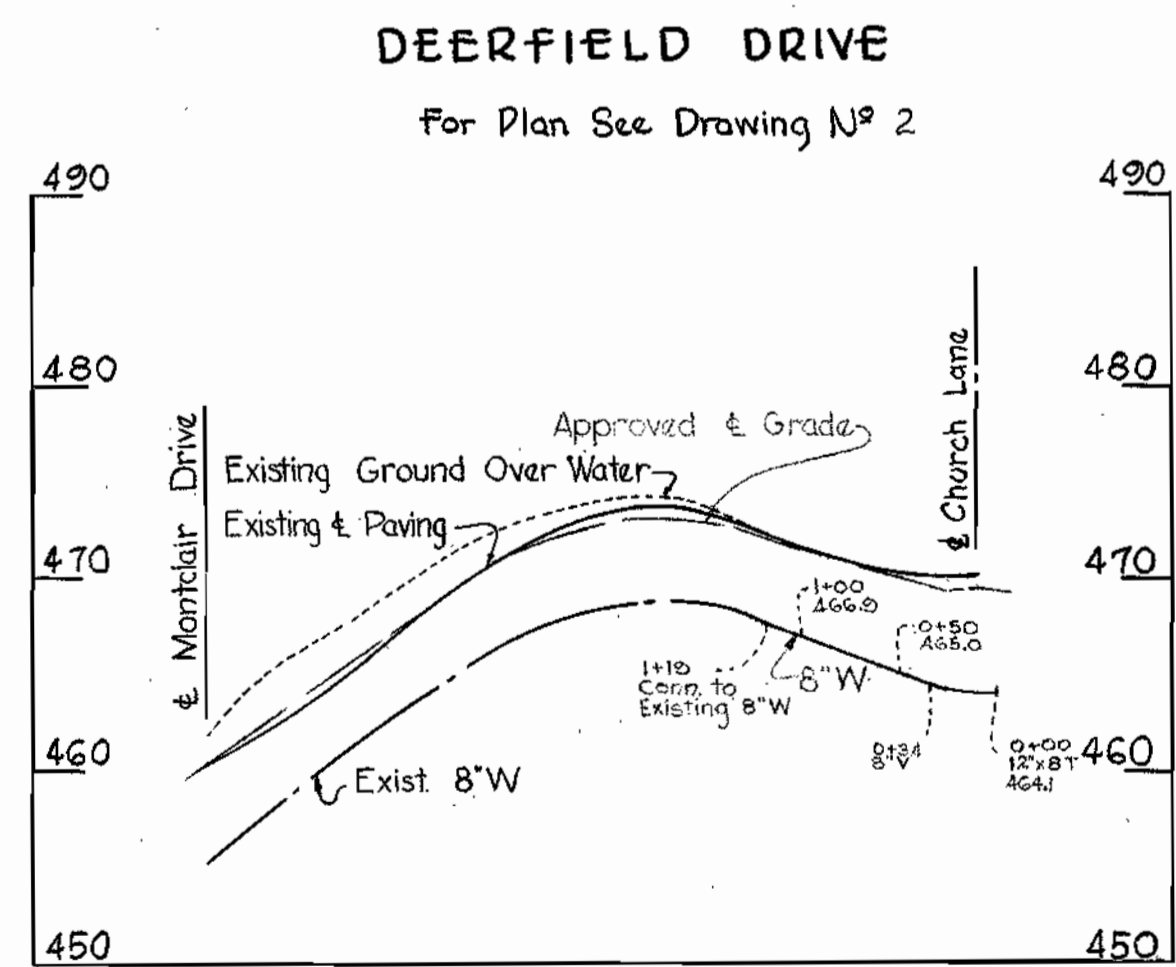 DEERFIELD DRIVE
For Plan See Drawing Nº 2
490
490
480
480
470
470
460
460
450
450
℄ Montclair Drive
℄ Church Lane
Approved ℄ Grade
Existing Ground Over Water
Existing ℄ Paving
Exist. 8"W
8"W
1+00
466.9
0+50
465.0
1+18
Conn. to
Existing 8"W
0+34
8"V
0+00
12"x8T
464.1